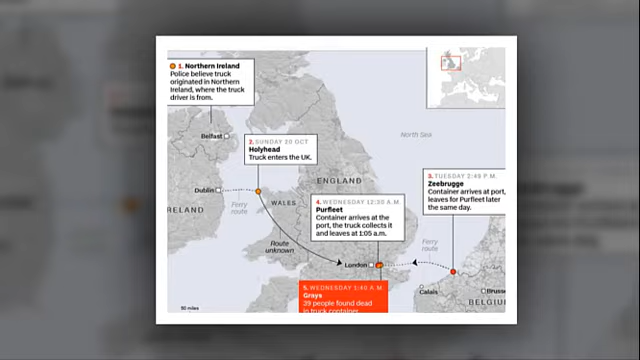 1. Northern Ireland
Police believe truck
originated in Northern
Ireland, where the truck
driver is from.
Belfast
2. SUNDAY 20 OCT
Holyhead
Truck enters the UK.
North Sea
ENGLAND
3. TUESDAY 2:49 P.M.
Zeebrugge
Container arrives at port,
leaves for Purfleet later
the same day.
Dublin
Ferry
route
WALES
RELAND
4. WEDNESDAY 12:30 A.M.
Purfleet
Container arrives at the
port, the truck collects it
and leaves at 1:05 a.m.
Route
unknown
Ferry
route
London
Calais
Brusse
BELGIU
5. WEDNESDAY 1:40 A.M.
Grays
39 people found dead
in truck container
50 miles